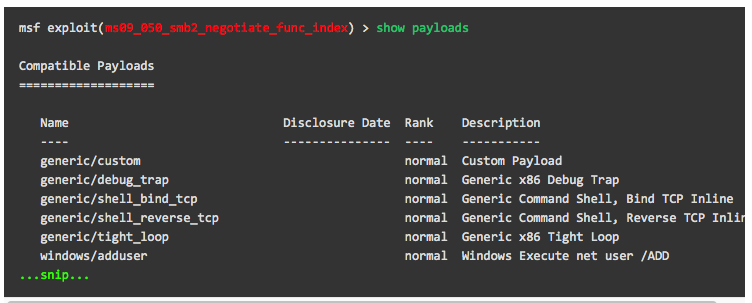 msf exploit(ms09_050_smb2_negotiate_func_index) > show payloads
Compatible Payloads
===================
Name Disclosure Date Rank Description
---- --------------- ---- -----------
generic/custom normal Custom Payload
generic/debug_trap normal Generic x86 Debug Trap
generic/shell_bind_tcp normal Generic Command Shell, Bind TCP Inline
generic/shell_reverse_tcp normal Generic Command Shell, Reverse TCP
generic/tight_loop normal Generic x86 Tight Loop
windows/adduser normal Windows Execute net user /ADD
...snip...